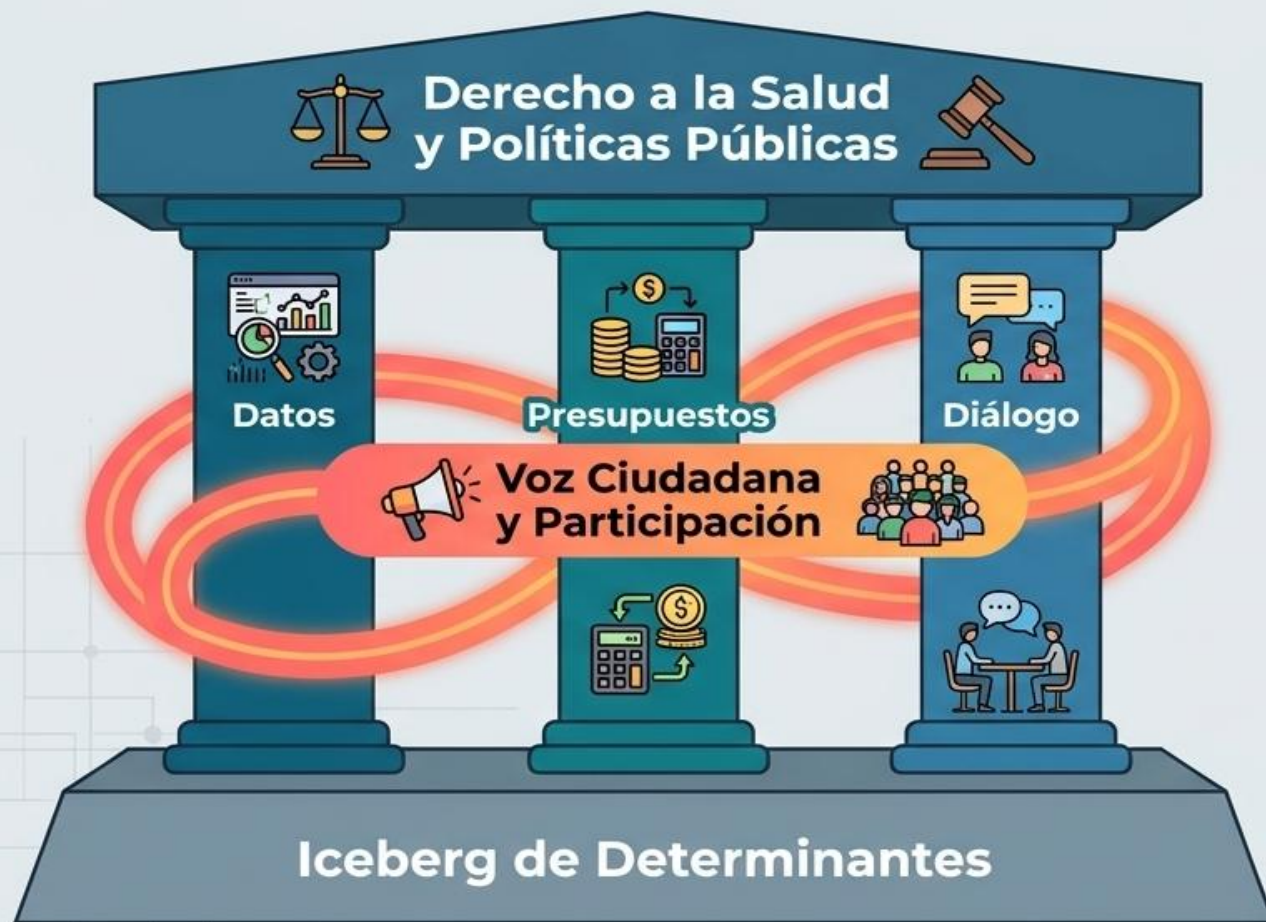 Derecho a la Salud
y Políticas Públicas
Datos
Presupuestos
Diálogo
Voz Ciudadana
y Participación
Iceberg de Determinantes